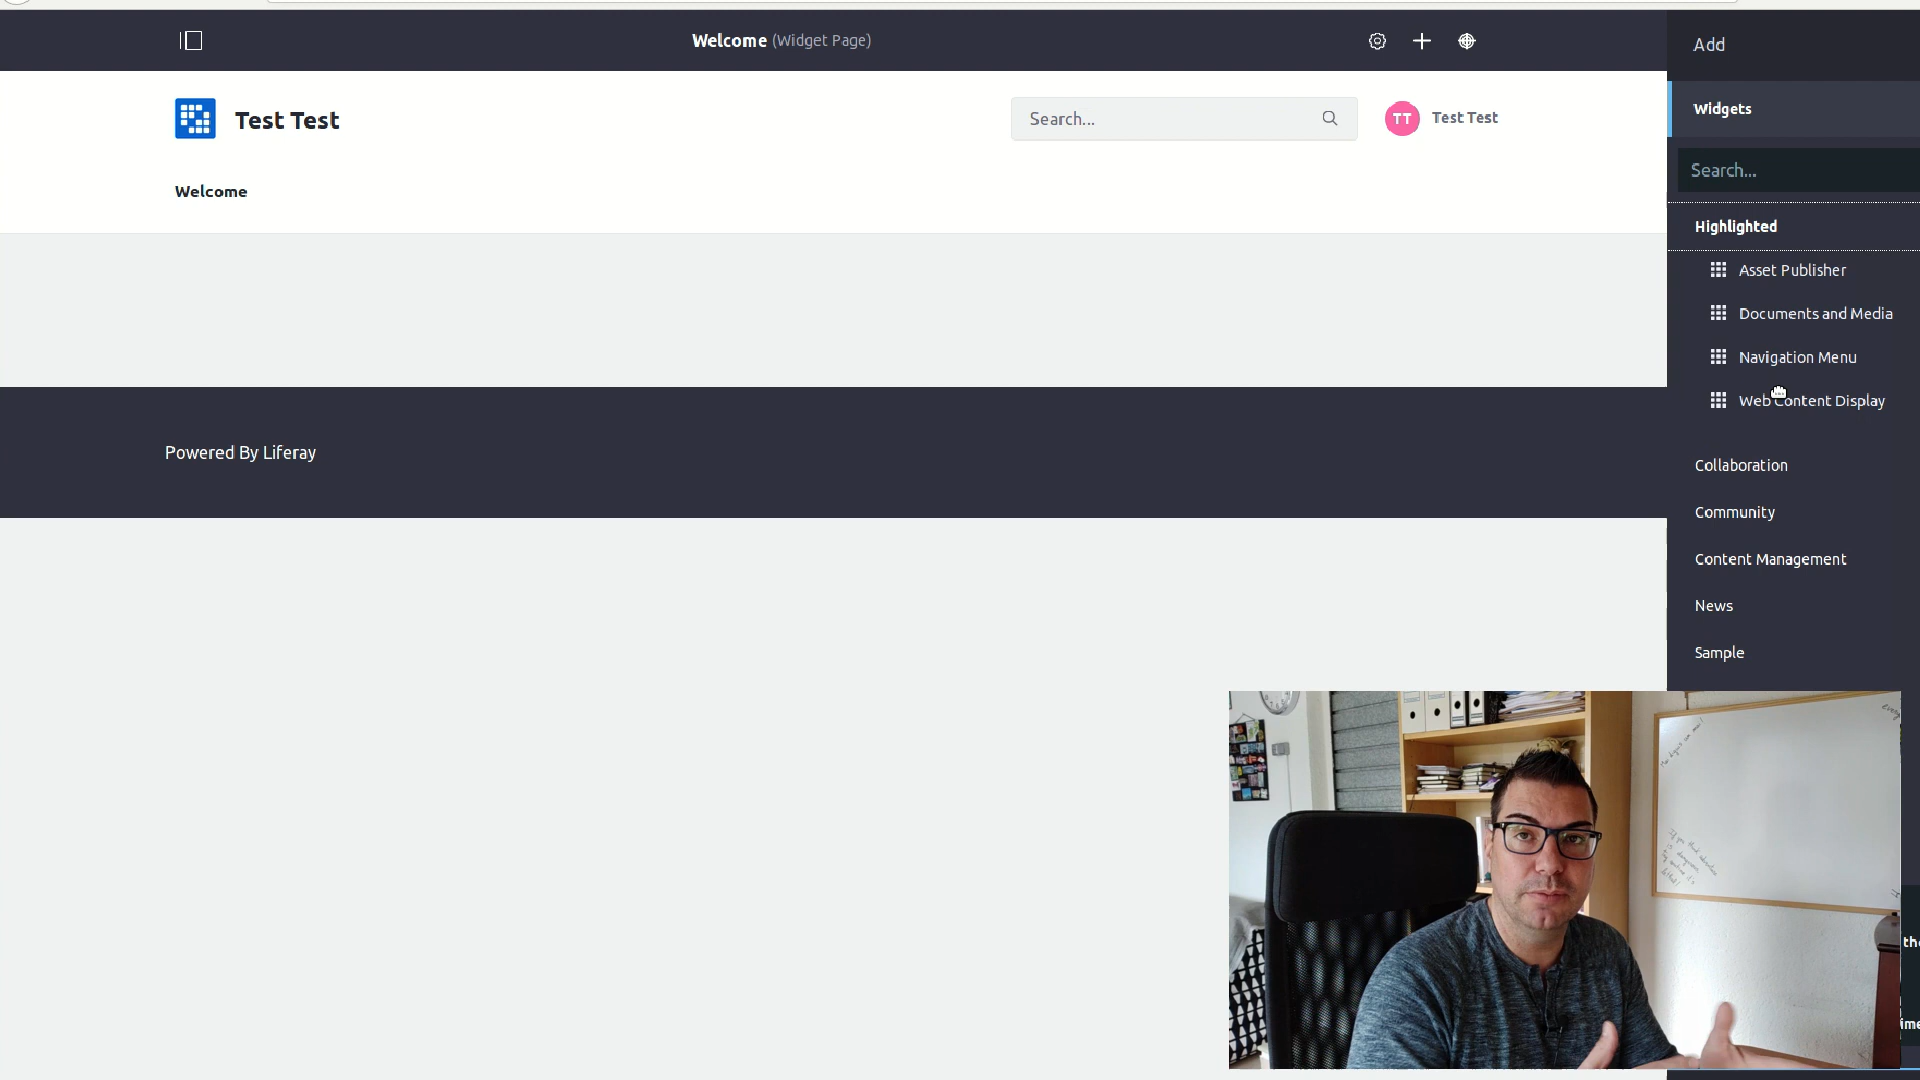 Welcome (Widget Page)
Add
Test Test
Search...
TT Test Test
Widgets
Search...
Welcome
Highlighted
Asset Publisher
Documents and Media
Navigation Menu
Web Content Display
Powered By Liferay
Collaboration
Community
Content Management
News
Sample